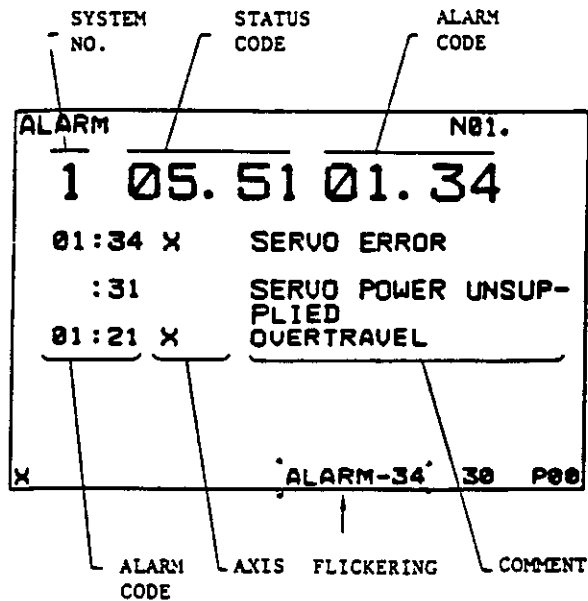 SYSTEM NO.
STATUS CODE
ALARM CODE
ALARM N01.
1 05.51 01.34
01:34 X SERVO ERROR
:31 SERVO POWER UNSUP-
PLIED
01:21 X OVERTRAVEL
X ALARM-34 30 P00
ALARM CODE
AXIS
FLICKERING
COMMENT